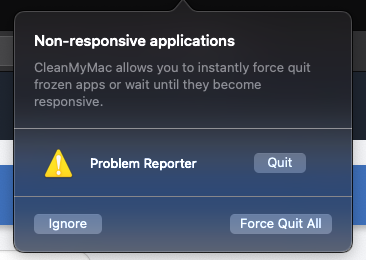 Non-responsive applications
CleanMyMac allows you to instantly force quit
frozen apps or wait until they become
responsive.
Problem Reporter
Quit
Ignore
Force Quit All